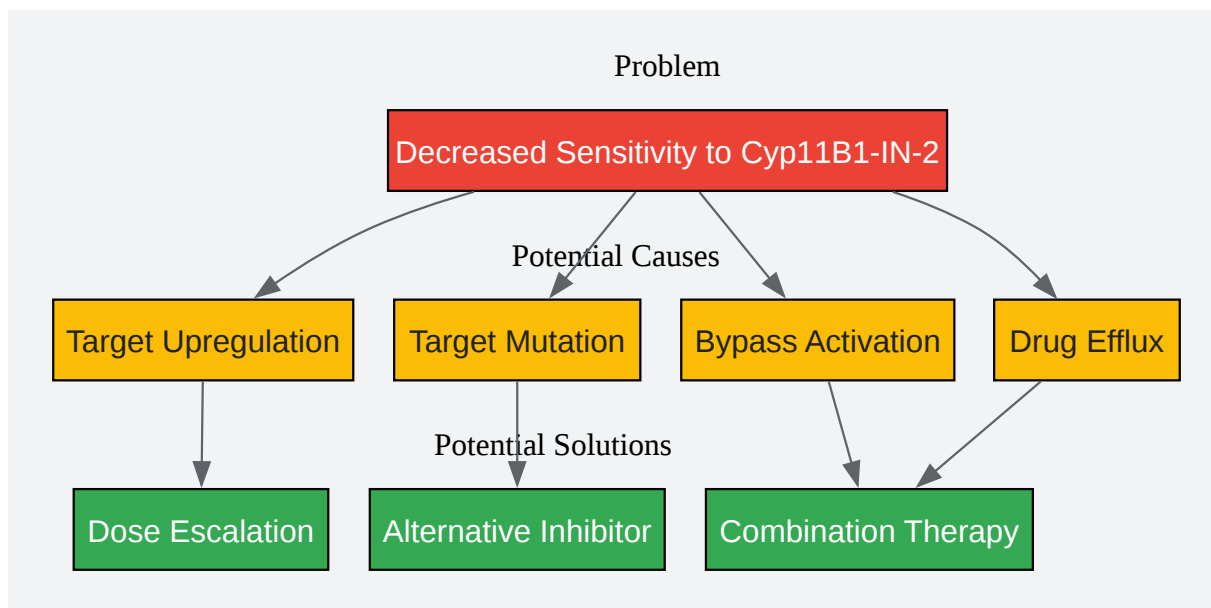 Problem
Decreased Sensitivity to Cyp11B1-IN-2
Potential Causes
Target Upregulation
Target Mutation
Bypass Activation
Drug Efflux
Potential Solutions
Dose Escalation
Alternative Inhibitor
Combination Therapy